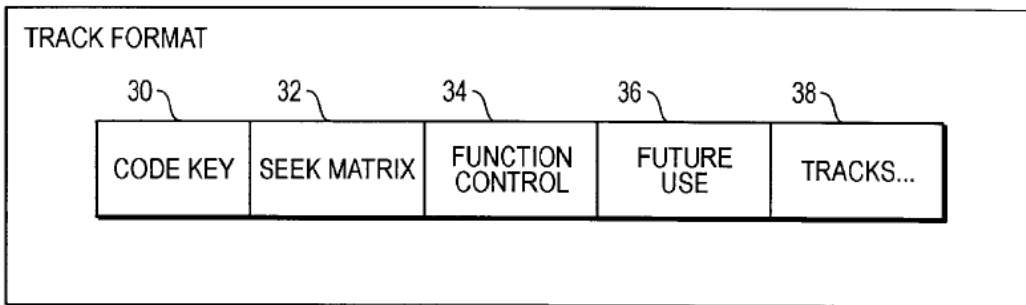 TRACK FORMAT
30 32 34 36 38
CODE KEY SEEK MATRIX FUNCTION CONTROL FUTURE USE TRACKS...